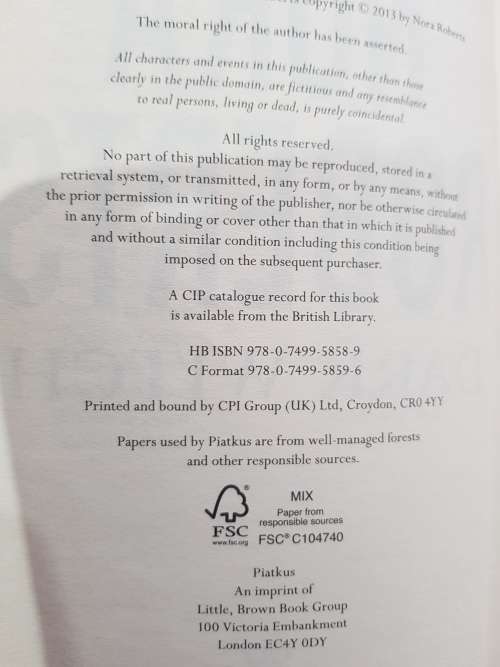 copyright © 2013 by Nora Roberts
The moral right of the author has been asserted.
All characters and events in this publication, other than those
clearly in the public domain, are fictitious and any resemblance
to real persons, living or dead, is purely coincidental.
All rights reserved.
No part of this publication may be reproduced, stored in a
retrieval system, or transmitted, in any form, or by any means, without
the prior permission in writing of the publisher, nor be otherwise circulated
in any form of binding or cover other than that in which it is published
and without a similar condition including this condition being
imposed on the subsequent purchaser.
A CIP catalogue record for this book
is available from the British Library.
HB ISBN 978-0-7499-5858-9
C Format 978-0-7499-5859-6
Printed and bound by CPI Group (UK) Ltd, Croydon, CR0 4YY
Papers used by Piatkus are from well-managed forests
and other responsible sources.
®
FSC
www.fsc.org
MIX
Paper from
responsible sources
FSC® C104740
Piatkus
An imprint of
Little, Brown Book Group
100 Victoria Embankment
London EC4Y 0DY